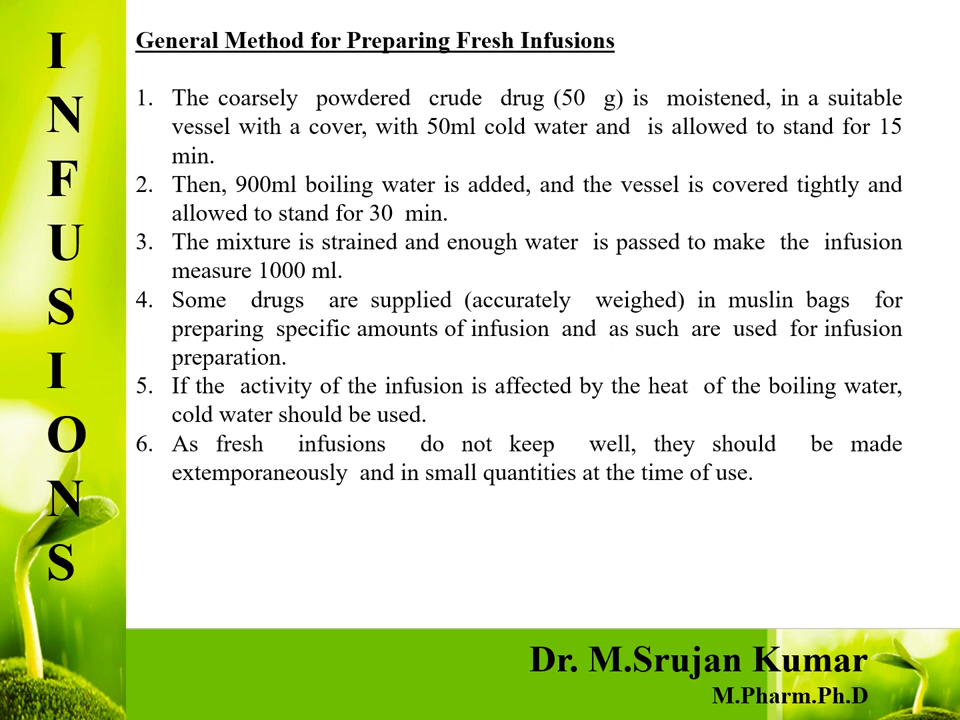 I
N
F
U
S
I
O
N
S
General Method for Preparing Fresh Infusions
1. The coarsely powdered crude drug (50 g) is moistened, in a suitable
vessel with a cover, with 50ml cold water and is allowed to stand for 15
min.
2. Then, 900ml boiling water is added, and the vessel is covered tightly and
allowed to stand for 30 min.
3. The mixture is strained and enough water is passed to make the infusion
measure 1000 ml.
4. Some drugs are supplied (accurately weighed) in muslin bags for
preparing specific amounts of infusion and as such are used for infusion
preparation.
5. If the activity of the infusion is affected by the heat of the boiling water,
cold water should be used.
6. As fresh infusions do not keep well, they should be made
extemporaneously and in small quantities at the time of use.
Dr. M.Srujan Kumar
M.Pharm.Ph.D